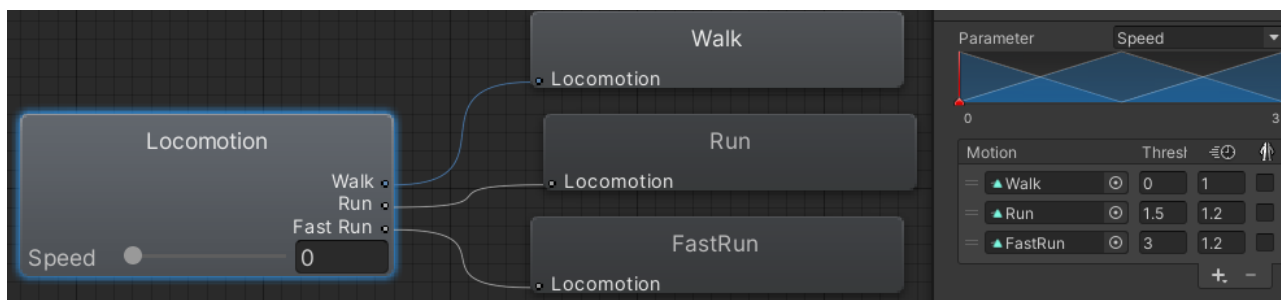 Walk
Locomotion
Locomotion
Walk
Run
Fast Run
Speed 0
Run
Locomotion
FastRun
Locomotion
Parameter Speed
0 3
Motion Thresh
Walk 0 1
Run 1.5 1.2
FastRun 3 1.2